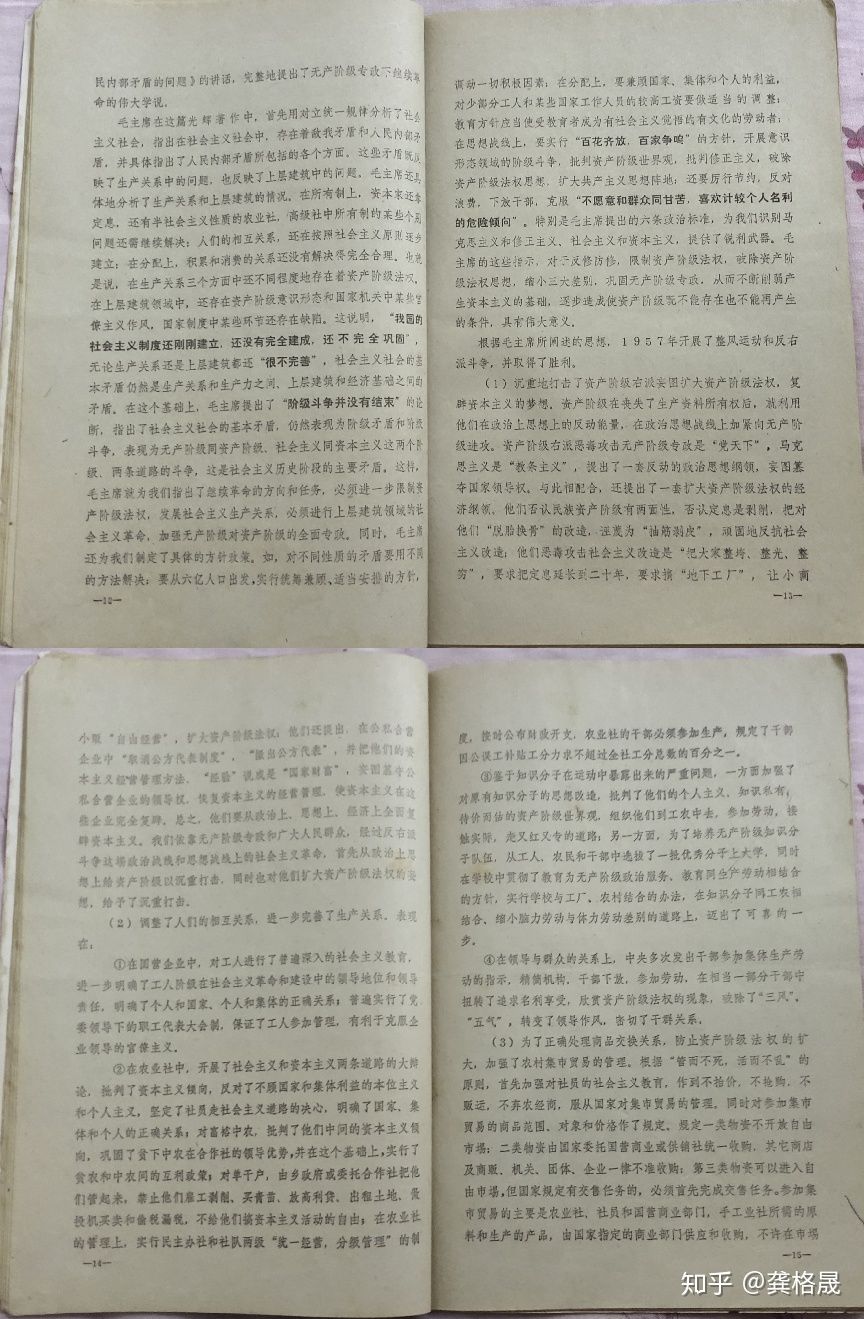 民内部矛盾的问题》的讲话，完整地提出了无产阶级专政下继续革
命的伟大学说。
毛主席在这篇光辉著作中，首先用对立统一规律分析了社会
主义社会，指出在社会主义社会中，存在着敌我矛盾和人民内部矛
盾，并具体指出了人民内部矛盾所包括的各个方面。这些矛盾既反
映了生产关系中的问题，也反映了上层建筑中的问题。毛主席还具
体地分析了生产关系和上层建筑的情况。在所有制上，资本家还拿
定息，还有半社会主义性质的农业社，高级社中所有制的某些个别
问题还需继续解决；人们的相互关系，还在按照社会主义原则逐步
建立；在分配上，积累和消费的关系还没有解决得完全合理。也就
是说，在生产关系三个方面中还不同程度地存在着资产阶级法权。
在上层建筑领域中，还存在资产阶级意识形态和国家机关中某些官
僚主义作风，国家制度中某些环节还存在缺陷。这说明，“我国的
社会主义制度还刚刚建立，还没有完全建成，还不完全巩固”，
无论生产关系还是上层建筑都还“很不完善”，社会主义社会的基
本矛盾仍然是生产关系和生产力之间、上层建筑和经济基础之间的
矛盾。在这个基础上，毛主席提出了“阶级斗争并没有结束”的论
断，指出了社会主义社会的基本矛盾，仍然表现为阶级矛盾和阶级
斗争，表现为无产阶级同资产阶级、社会主义同资本主义这两个阶
级、两条道路的斗争，这是社会主义历史阶段的主要矛盾。这样，
毛主席就为我们指出了继续革命的方向和任务，必须进一步限制资
产阶级法权，发展社会主义生产关系，必须进行上层建筑领域的社
会主义革命，加强无产阶级对资产阶级的全面专政。同时，毛主席
还为我们制定了具体的方针政策。如，对不同性质的矛盾要用不同
的方法解决；要从六亿人口出发，实行统筹兼顾、适当安排的方针，
—12—
调动一切积极因素；在分配上，要兼顾国家、集体和个人的利益，
对少部分工人和某些国家工作人员的较高工资要做适当的调整；
教育方针应当使受教育者成为有社会主义觉悟的有文化的劳动者；
在思想战线上，要实行“百花齐放，百家争鸣”的方针，开展意识
形态领域的阶级斗争，批判资产阶级世界观，批判修正主义，破除
资产阶级思想，扩大共产主义思想阵地；还要厉行节约，反对
浪费，下放干部，克服“不愿意和群众同甘苦，喜欢计较个人名利
的危险倾向”。特别是毛主席提出的六条政治标准，为我们识别马
克思主义和修正主义、社会主义和资本主义，提供了锐利武器。毛
主席的这些指示，对于反修防修，限制资产阶级法权，破除资产阶
级法权思想，缩小三大差别，巩固无产阶级专政，从而不断削弱产
生资本主义的基础，逐步造成使资产阶级既不能存在也不能再产生
的条件，具有伟大意义。
根据毛主席所阐述的思想，1957年开展了整风运动和反右
派斗争，并取得了胜利。
（1）沉重地打击了资产阶级右派妄图扩大资产阶级法权，复
辟资本主义的梦想。资产阶级在丧失了生产资料所有权后，就利用
他们在政治上思想上的反动能量，在政治思想战线上加紧向无产阶
级进攻。资产阶级右派恶毒攻击无产阶级专政是“党天下”，马克
思主义是“教条主义”，提出了一套反动的政治思想纲领，妄图篡
夺国家领导权。与此相配合，还提出了一套扩大资产阶级法权的经
济纲领，他们否认民族资产阶级有两面性，否认定息是剥削，把对
他们“脱胎换骨”的改造，诬蔑为“抽筋剥皮”，顽固地反抗社会
主义改造；他们恶毒攻击社会主义改造是“把大家整垮、整光、整
穷”，要求把定息延长到二十年，要求搞“地下工厂”，让小商
—13—
小贩“自由经营”，扩大资产阶级法权；他们还提出，在公私合营
企业中“取消公方代表制度”，“撤出公方代表”，并把他们的资
本主义经营管理方法、“经验”说成是“国家财富”，妄图篡夺公
私合营企业的领导权，恢复资本主义的经营管理，使资本主义在这
些企业完全复辟。总之，他们要从政治上、思想上、经济上全面复
辟资本主义。我们依靠无产阶级专政和广大人民群众，经过反右派
斗争这场政治战线和思想战线上的社会主义革命，首先从政治上思
想上给资产阶级以沉重打击，同时也对他们扩大资产阶级法权的妄
想，给予了沉重打击。
（2）调整了人们的相互关系，进一步完善了生产关系。表现
在：
①在国营企业中，对工人进行了普遍深入的社会主义教育，
进一步明确了工人阶级在社会主义革命和建设中的领导地位和领导
责任，明确了个人和国家、个人和集体的正确关系；普遍实行了党
委领导下的职工代表大会制，保证了工人参加管理，有利于克服企
业领导的官僚主义。
②在农业社中，开展了社会主义和资本主义两条道路的大辩
论，批判了资本主义倾向，反对了不顾国家和集体利益的本位主义
和个人主义，坚定了社员走社会主义道路的决心，明确了国家、集
体和个人的正确关系；对富裕中农，批判了他们中间的资本主义倾
向，巩固了贫下中农在合作社的领导优势，并在这个基础上，实行了
贫农和中农间的互利政策；对单干户，由乡政府或委托合作社把他
们管起来，禁止他们雇工剥削、买青苗、放高利贷、出租土地、做
投机买卖和偷税漏税，不给他们搞资本主义活动的自由；在农业社
的管理上，实行民主办社和社队两级“统一经营，分级管理”的制
—14—
度，按时公布财政开支，农业社的干部必须参加生产，规定了干部
因公误工补贴工分力求不超过全社工分总数的百分之一。
③鉴于知识分子在运动中暴露出来的严重问题，一方面加强了
对原有知识分子的思想改造，批判了他们的个人主义、知识私有，
待价而估的资产阶级世界观，组织他们到工农中去，参加劳动，接
触实际，走又红又专的道路；另一方面，为了培养无产阶级知识分
子队伍，从工人、农民和干部中选拔了一批优秀分子上大学，同时
在学校中贯彻了教育为无产阶级政治服务、教育同生产劳动相结合
的方针，实行学校与工厂、农村结合的办法，在知识分子同工农相
结合、缩小脑力劳动与体力劳动差别的道路上，迈出了可喜的一
步。
④在领导与群众的关系上，中央多次发出干部参加集体生产劳
动的指示，精简机构，干部下放，参加劳动，在相当一部分干部中
扭转了追求名利享受，欣赏资产阶级法权的现象，破除了“三风”、
“五气”，转变了领导作风，密切了干群关系。
（3）为了正确处理商品交换关系，防止资产阶级法权的扩
大，加强了农村集市贸易的管理。根据“管而不死，活而不乱”的
原则，首先加强对社员的社会主义教育，作到不抬价，不抢购，不
贩运，不弃农经商，服从国家对集市贸易的管理。同时对参加集市
贸易的商品范围、对象和价格作了规定。规定一类物资不开放自由
市场；二类物资由国家委托国营商业或供销社统一收购，其它商店
及商贩、机关、团体、企业一律不准收购；第三类物资可以进入自
由市场，但国家规定有交售任务的，必须首先完成交售任务。参加集
市贸易的主要是农业社、社员和国营商业部门，手工业社所需的原
料和生产的产品，由国家指定的商业部门供应和收购，不许在市场
—15—
知乎 @龚格晟